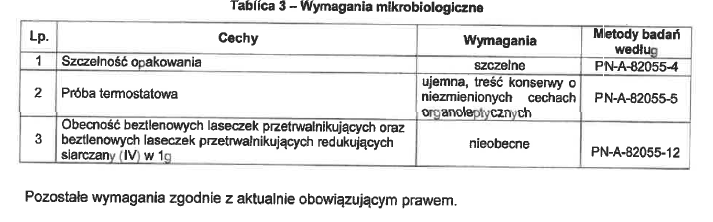 Tablica 3 – Wymagania mikrobiologiczne
Lp.
Cechy
Wymagania
Metody badań
według
1
Szczelność opakowania
szczelne
PN-A-82055-4
2
Próba termostatowa
ujemna, treść konserwy o
niezmienionych cechach
organoleptycznych
PN-A-82055-5
3
Obecność beztlenowych laseczek przetrwalnikujących oraz
beztlenowych laseczek przetrwalnikujących redukujących
siarczany (IV) w 1g
nieobecne
PN-A-82055-12
Pozostałe wymagania zgodnie z aktualnie obowiązującym prawem.